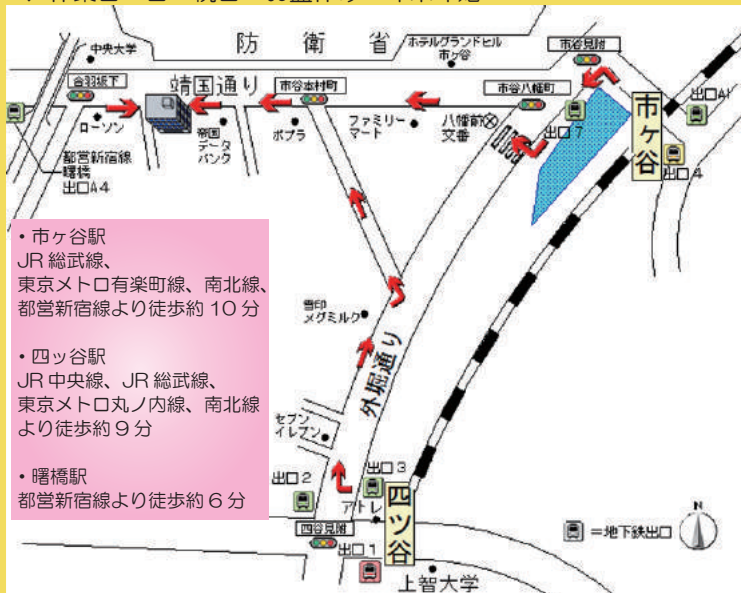 中央大学
防衛省
ホテルグランドヒル
市ヶ谷
市谷見附
合羽坂下
靖国通り
市谷本村町
市谷八幡町
市ヶ谷
出口A1
ローソン
帝国
データ
バンク
ポプラ
ファミリー
マート
八幡前
交番
出口7
出口4
都営新宿線
曙橋
出口A4
・市ヶ谷駅
JR 総武線、
東京メトロ有楽町線、南北線、
都営新宿線より徒歩約 10 分
・四ッ谷駅
JR 中央線、JR 総武線、
東京メトロ丸ノ内線、南北線
より徒歩約 9 分
・曙橋駅
都営新宿線より徒歩約 6 分
雪印
メグミルク
外堀通り
セブン
イレブン
出口2
出口3
アトレ
四ツ谷
四谷見附
出口1
上智大学
=地下鉄出口
N